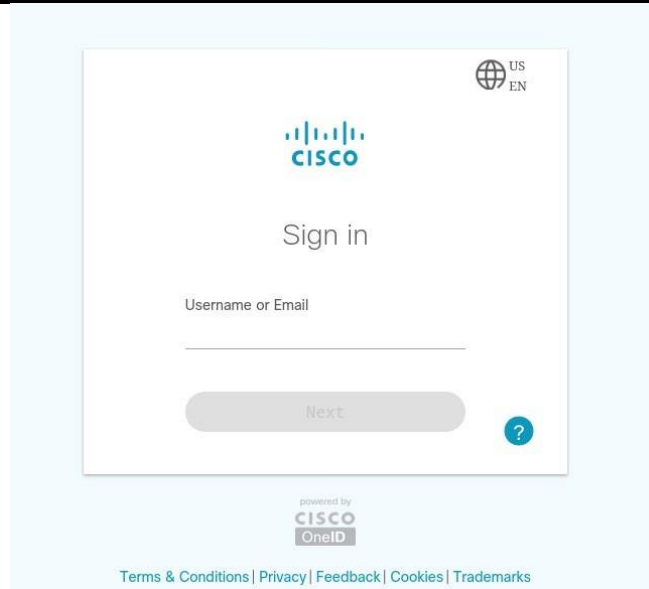 US
EN
CISCO
Sign in
Username or Email
Next
?
powered by
CISCO
OneID
Terms & Conditions| Privacy| Feedback| Cookies| Trademarks